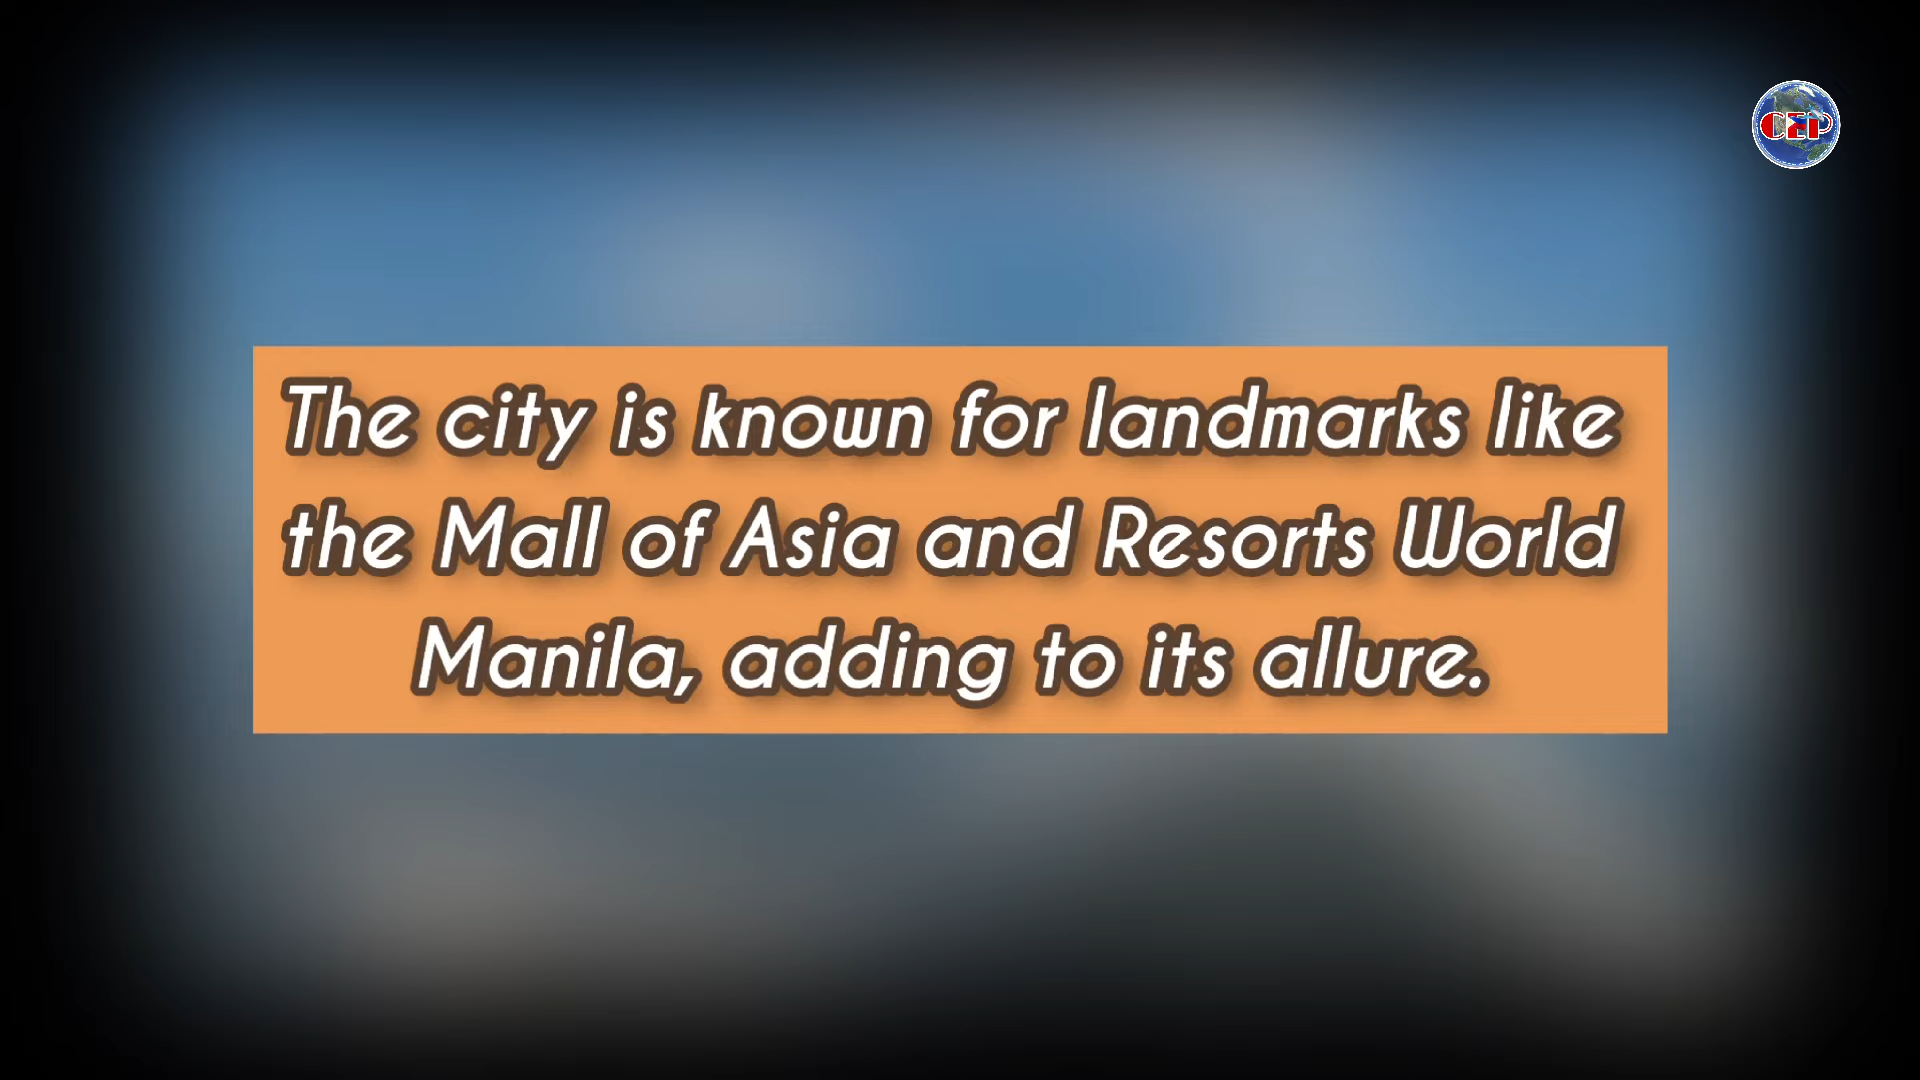 CEP
The city is known for landmarks like
the Mall of Asia and Resorts World
Manila, adding to its allure.